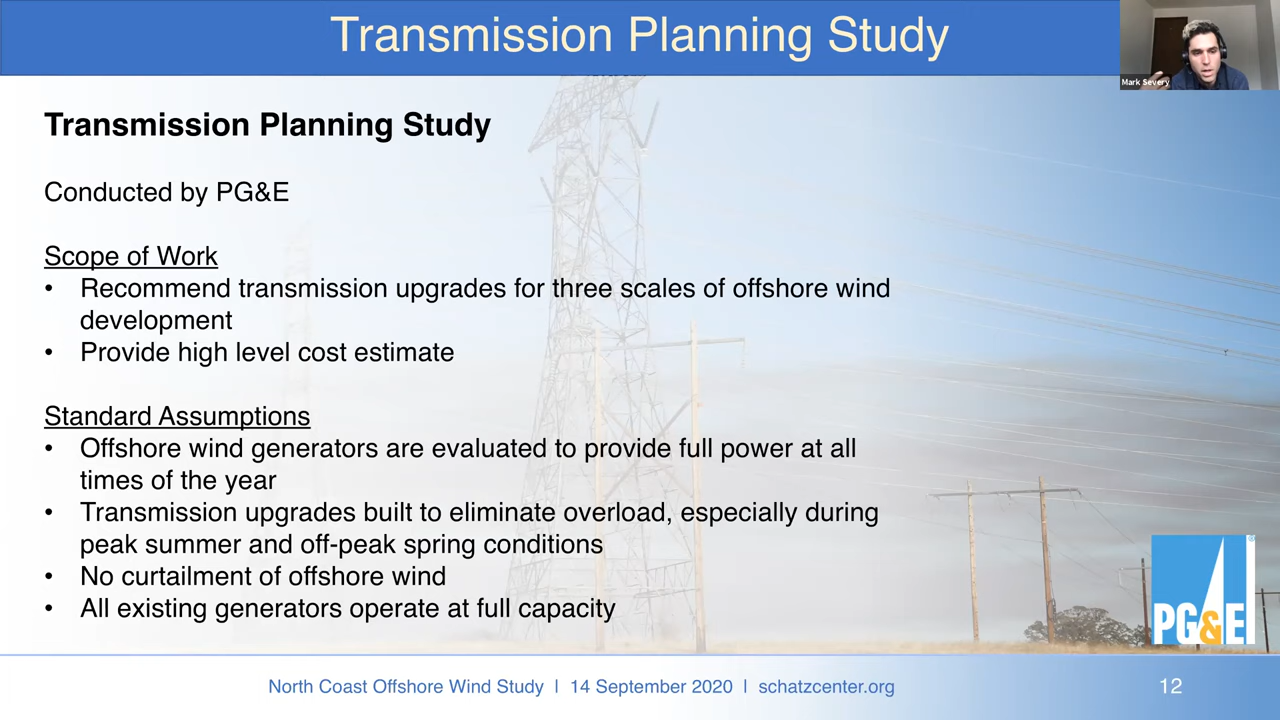 Transmission Planning Study
Mark Severy
Transmission Planning Study
Conducted by PG&E
Scope of Work
• Recommend transmission upgrades for three scales of offshore wind
development
• Provide high level cost estimate
Standard Assumptions
• Offshore wind generators are evaluated to provide full power at all
times of the year
• Transmission upgrades built to eliminate overload, especially during
peak summer and off-peak spring conditions
• No curtailment of offshore wind
• All existing generators operate at full capacity
PG&E
®
North Coast Offshore Wind Study | 14 September 2020 | schatzcenter.org
12